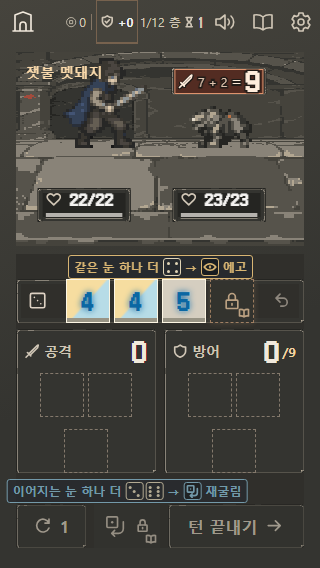 0 +0 1/12 층 1
잿불 멧돼지
7 + 2 = 9
22/22
23/23
같은 눈 하나 더 → 예고
4 4 5
공격 0
방어 0/9
이어지는 눈 하나 더 → 재굴림
1
턴 끝내기 →